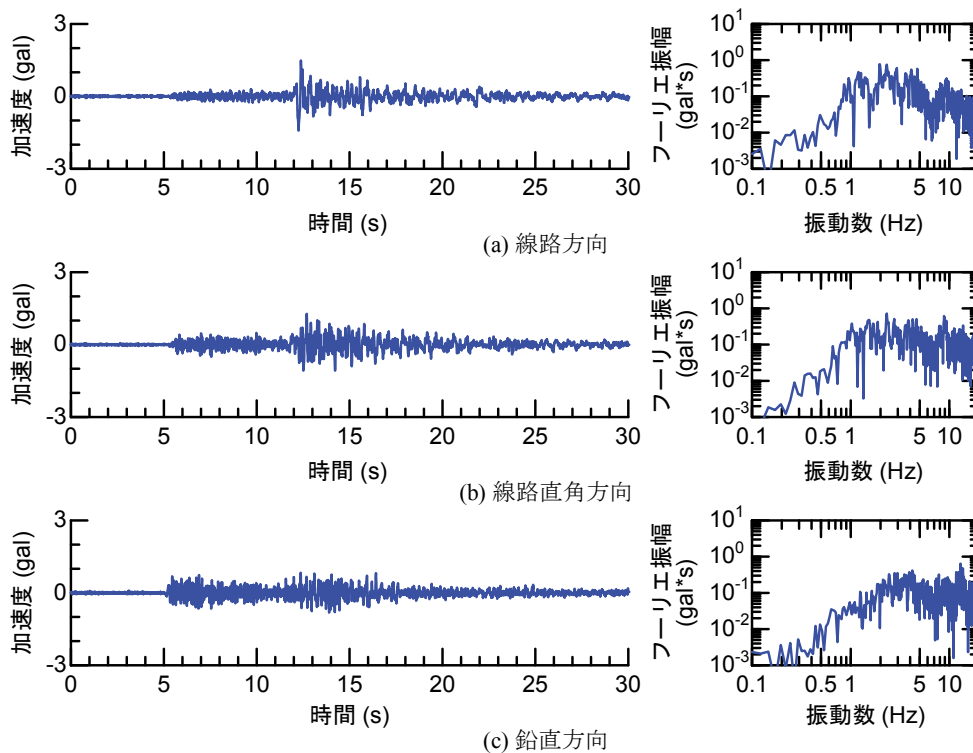 加速度 (gal)
3
0
-3
0 5 10 15 20 25 30
時間 (s)
フーリエ振幅
(gal*s)
10¹
10⁰
10⁻¹
10⁻²
10⁻³
0.1 0.5 1 5 10
振動数 (Hz)
(a) 線路方向
加速度 (gal)
3
0
-3
0 5 10 15 20 25 30
時間 (s)
フーリエ振幅
(gal*s)
10¹
10⁰
10⁻¹
10⁻²
10⁻³
0.1 0.5 1 5 10
振動数 (Hz)
(b) 線路直角方向
加速度 (gal)
3
0
-3
0 5 10 15 20 25 30
時間 (s)
フーリエ振幅
(gal*s)
10¹
10⁰
10⁻¹
10⁻²
10⁻³
0.1 0.5 1 5 10
振動数 (Hz)
(c) 鉛直方向